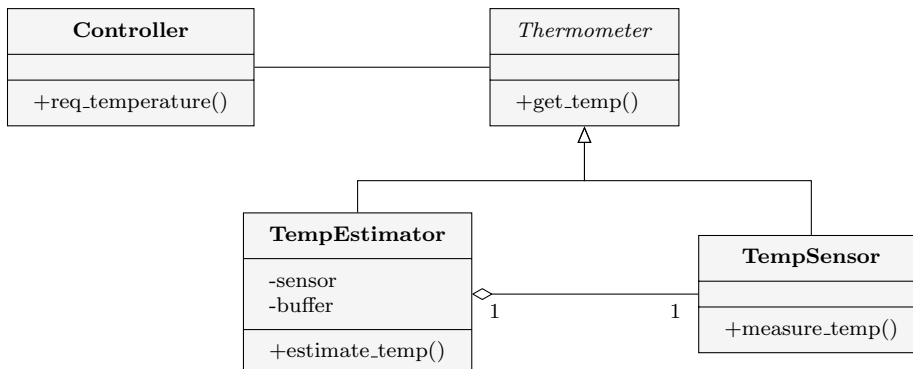 Controller
+req_temperature()
Thermometer
+get_temp()
TempEstimator
-sensor
-buffer
+estimate_temp()
1
1
TempSensor
+measure_temp()